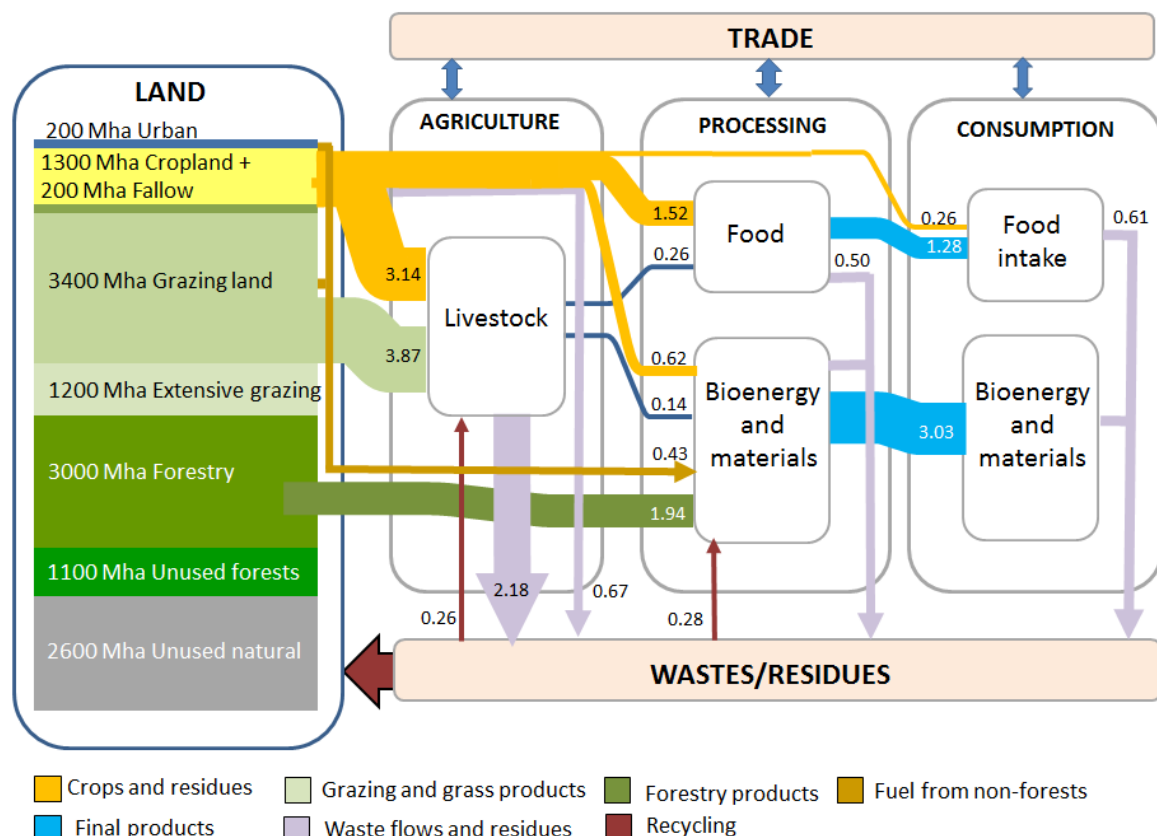 TRADE
LAND
200 Mha Urban
1300 Mha Cropland +
200 Mha Fallow
3400 Mha Grazing land
1200 Mha Extensive grazing
3000 Mha Forestry
1100 Mha Unused forests
2600 Mha Unused natural
AGRICULTURE
3.14
3.87
Livestock
2.18
0.26
0.67
PROCESSING
1.52
Food
0.26
0.50
0.62
0.14
0.43
1.94
Bioenergy
and
materials
0.28
CONSUMPTION
0.26
1.28
Food
intake
0.61
3.03
Bioenergy
and
materials
WASTES/RESIDUES
Crops and residues
Grazing and grass products
Forestry products
Fuel from non-forests
Final products
Waste flows and residues
Recycling